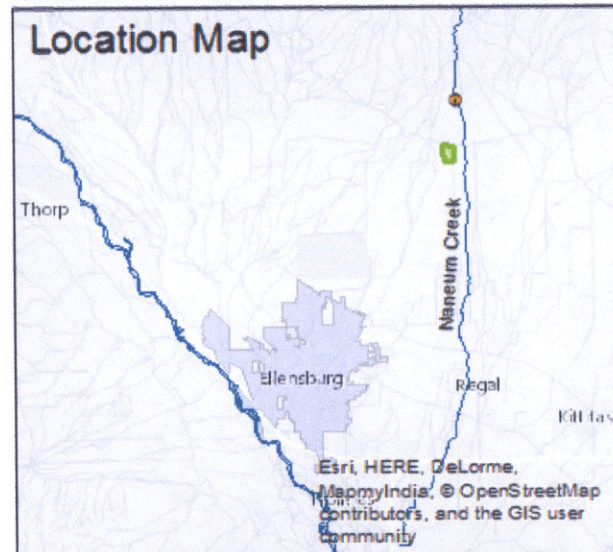 Location Map
Thorp
Naneum Creek
Ellensburg
Regal
Esri, HERE, DeLorme,
MapmyIndia, © OpenStreetMap
contributors, and the GIS user
community